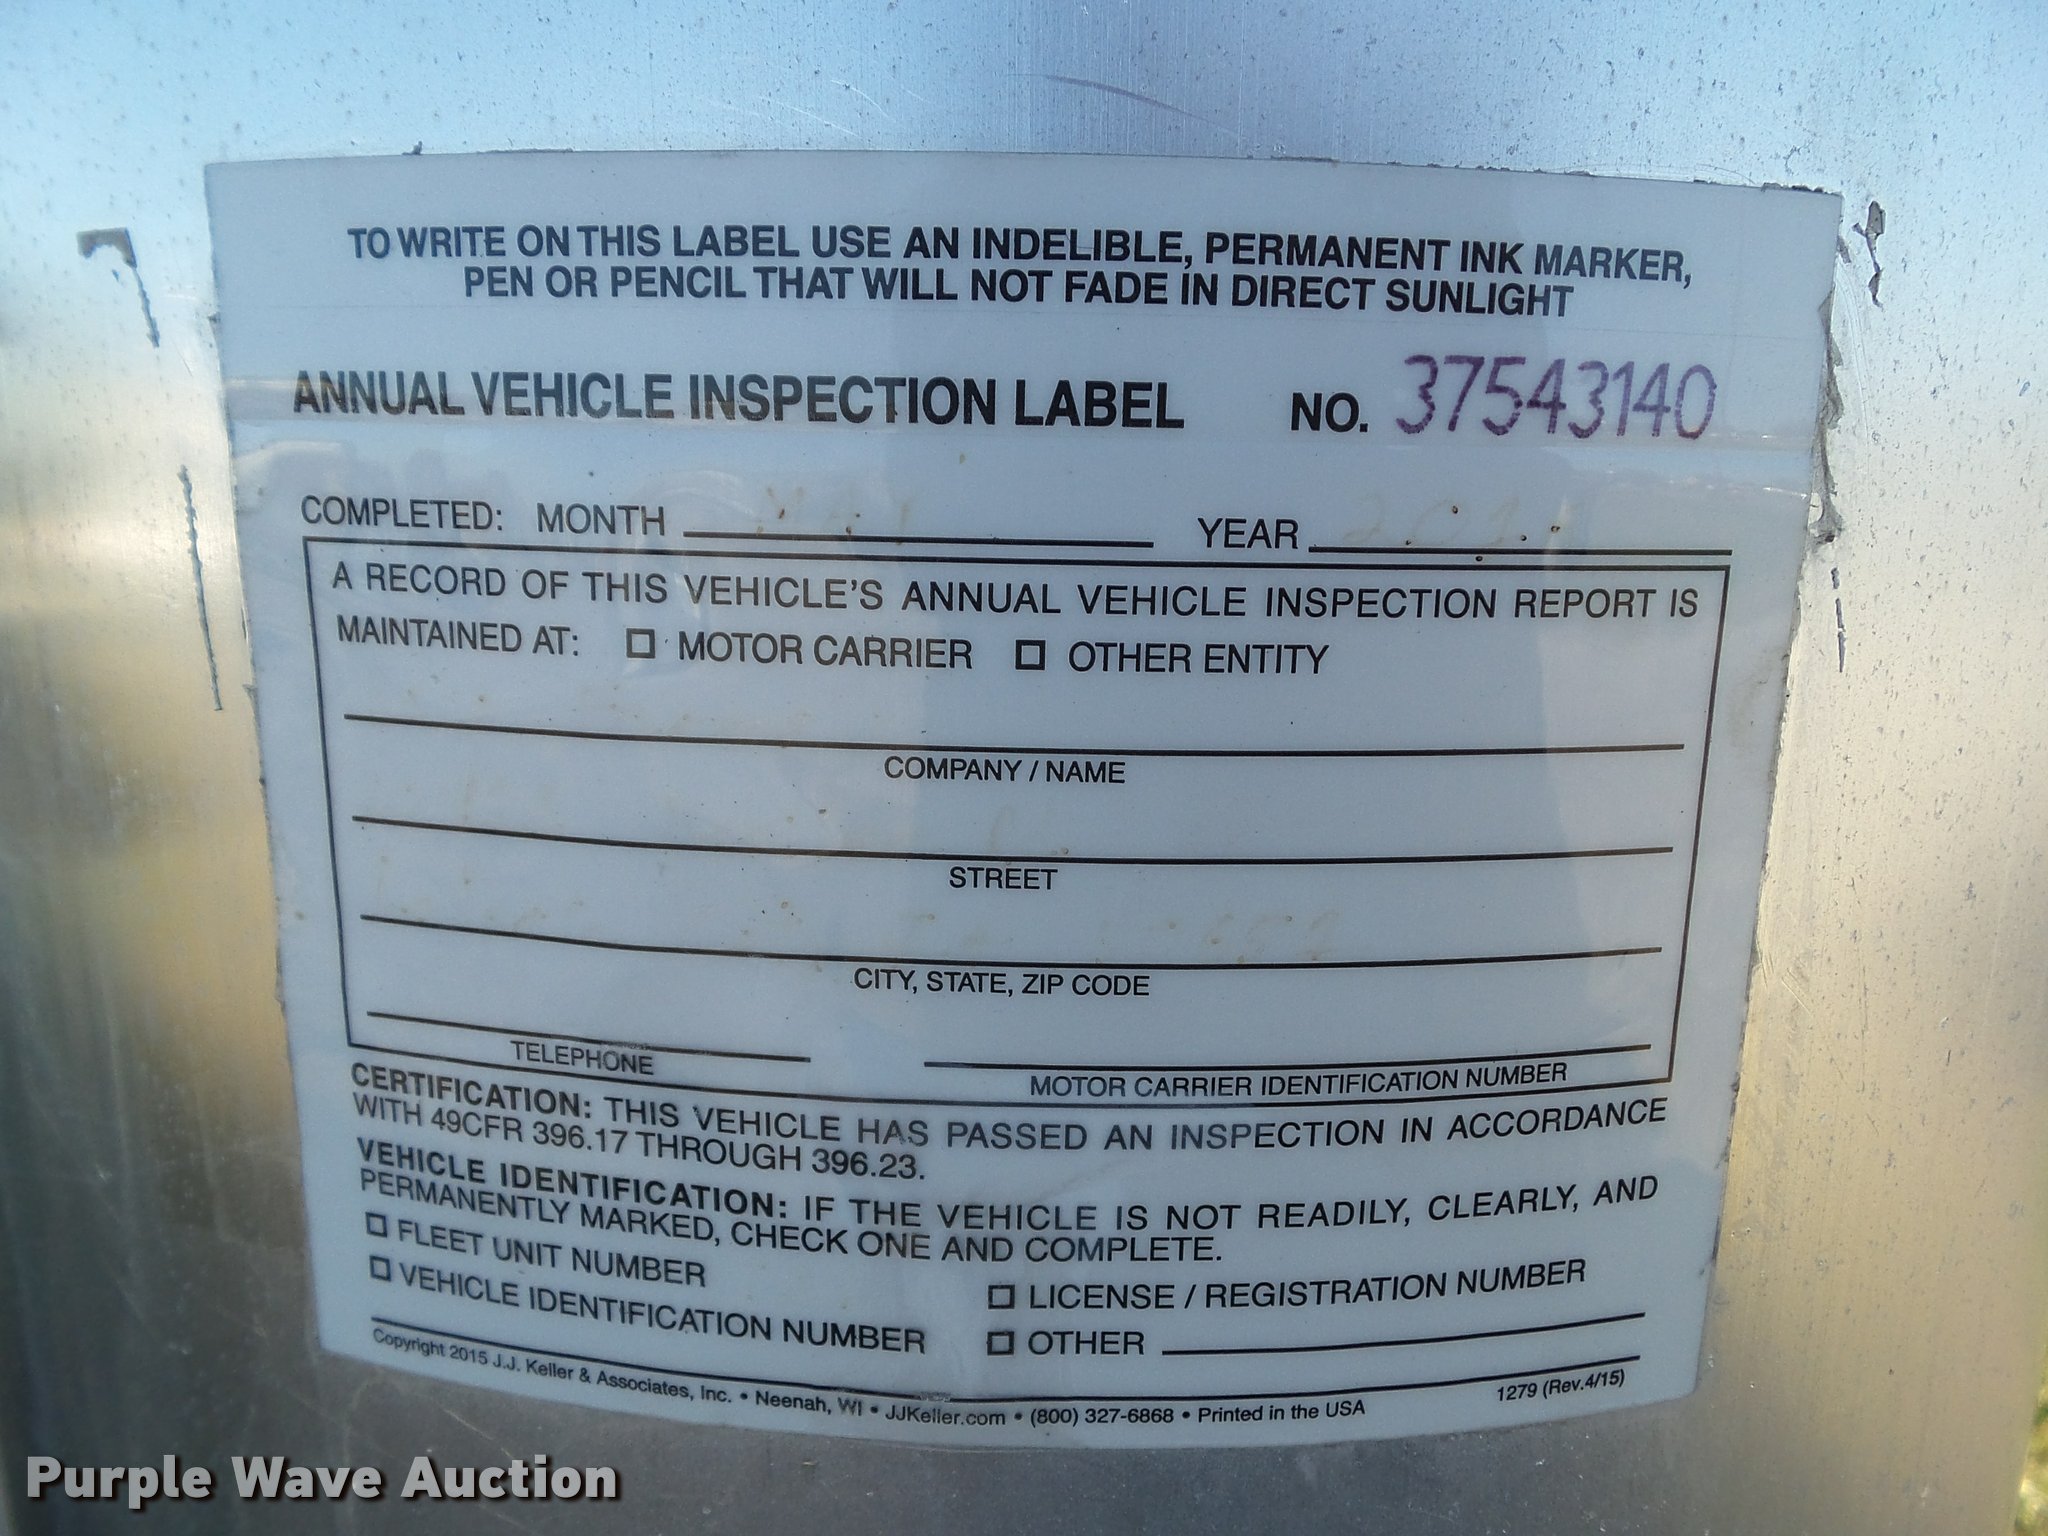 TO WRITE ON THIS LABEL USE AN INDELIBLE, PERMANENT INK MARKER,
PEN OR PENCIL THAT WILL NOT FADE IN DIRECT SUNLIGHT
ANNUAL VEHICLE INSPECTION LABEL NO. 37543140
COMPLETED: MONTH YEAR
A RECORD OF THIS VEHICLE'S ANNUAL VEHICLE INSPECTION REPORT IS
MAINTAINED AT: ☐ MOTOR CARRIER ☐ OTHER ENTITY
COMPANY / NAME
STREET
CITY, STATE, ZIP CODE
TELEPHONE MOTOR CARRIER IDENTIFICATION NUMBER
CERTIFICATION: THIS VEHICLE HAS PASSED AN INSPECTION IN ACCORDANCE
WITH 49CFR 396.17 THROUGH 396.23.
VEHICLE IDENTIFICATION: IF THE VEHICLE IS NOT READILY, CLEARLY, AND
PERMANENTLY MARKED, CHECK ONE AND COMPLETE.
☐ FLEET UNIT NUMBER ☐ LICENSE / REGISTRATION NUMBER
☐ VEHICLE IDENTIFICATION NUMBER ☐ OTHER
Copyright 2015 J.J. Keller & Associates, Inc. • Neenah, WI • JJKeller.com • (800) 327-6868 • Printed in the USA 1279 (Rev.4/15)
Purple Wave Auction